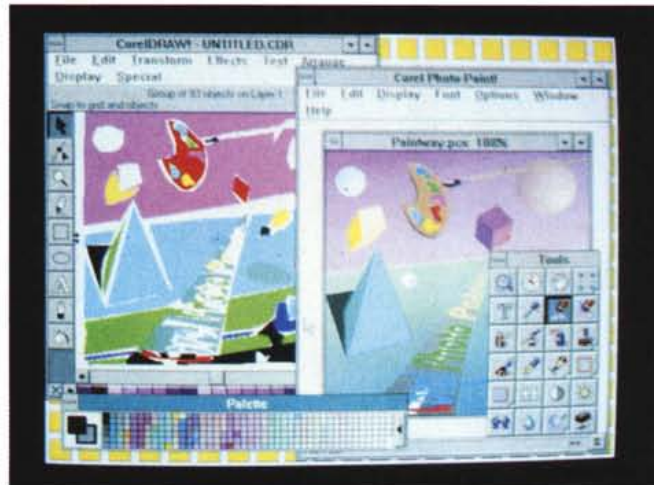 CorelDRAW! - UNTITLED.CDR
File Edit Transform Effects Text Arrange
Display Special
Group of 93 objects on Layer 1
Snap to grid and objects
Corel Photo-Paint!
File Edit Display Font Options Window
Help
Paintway.pcx 100%
Tools
Palette